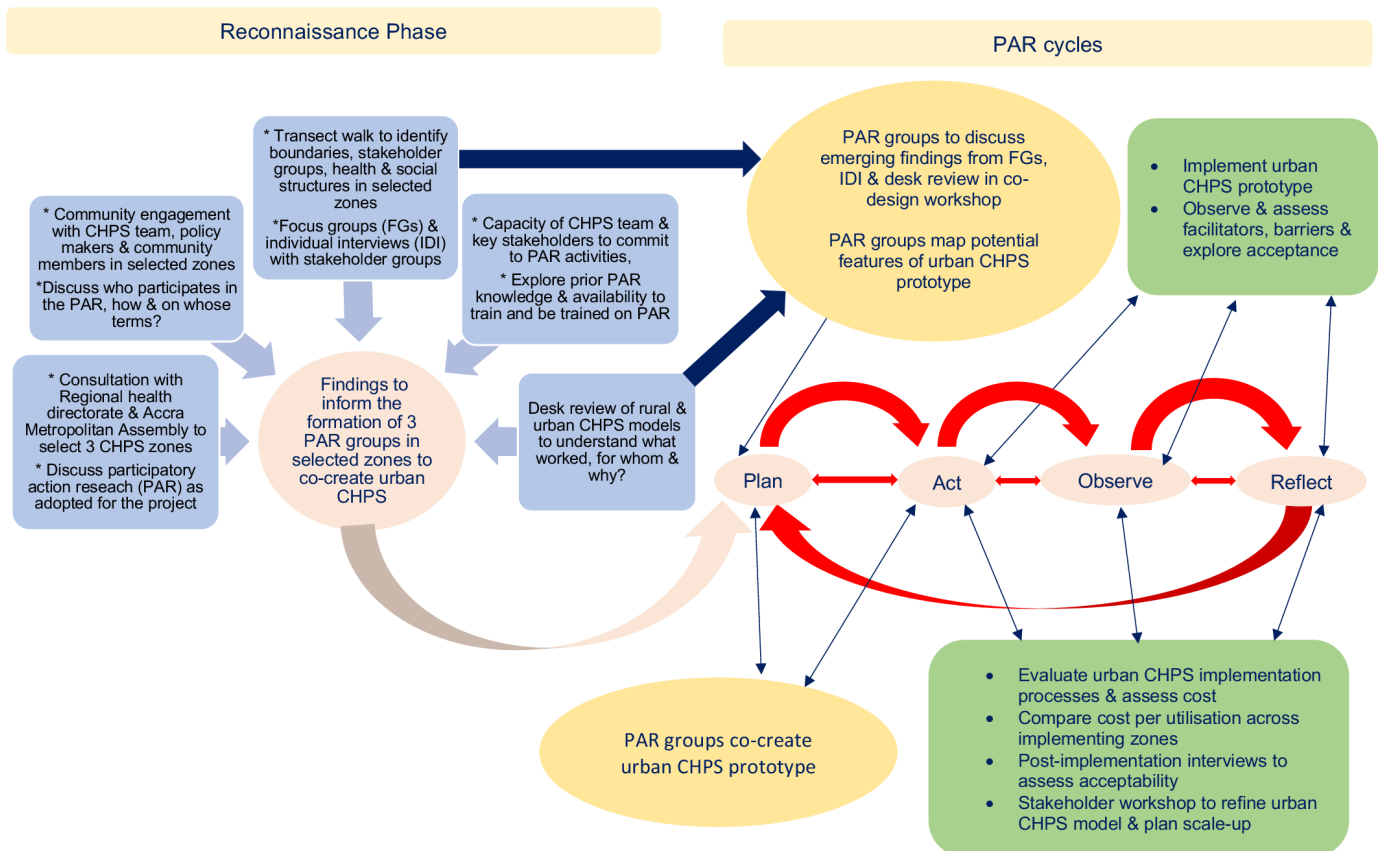 Reconnaissance Phase
PAR cycles
* Transect walk to identify
boundaries, stakeholder
groups, health & social
structures in selected
zones
*Focus groups (FGs) &
individual interviews (IDI)
with stakeholder groups
* Community engagement
with CHPS team, policy
makers & community
members in selected zones
*Discuss who participates
in the PAR, how & on whose
terms?
* Capacity of CHPS team &
key stakeholders to commit
to PAR activities,
* Explore prior PAR
knowledge & availability to
train and be trained on PAR
* Consultation with
Regional health
directorate & Accra
Metropolitan Assembly to
select 3 CHPS zones
* Discuss participatory
action reseach (PAR) as
adopted for the project
Findings to
inform the
formation of 3
PAR groups in
selected zones to
co-create urban
CHPS
Desk review of rural &
urban CHPS models
to understand what
worked, for whom &
why?
PAR groups to discuss
emerging findings from FGs,
IDI & desk review in co-
design workshop
PAR groups map potential
features of urban CHPS
prototype
• Implement urban
CHPS prototype
• Observe & assess
facilitators, barriers &
explore acceptance
Plan
Act
Observe
Reflect
PAR groups co-create
urban CHPS prototype
• Evaluate urban CHPS implementation
processes & assess cost
• Compare cost per utilisation across
implementing zones
• Post-implementation interviews to
assess acceptability
• Stakeholder workshop to refine urban
CHPS model & plan scale-up